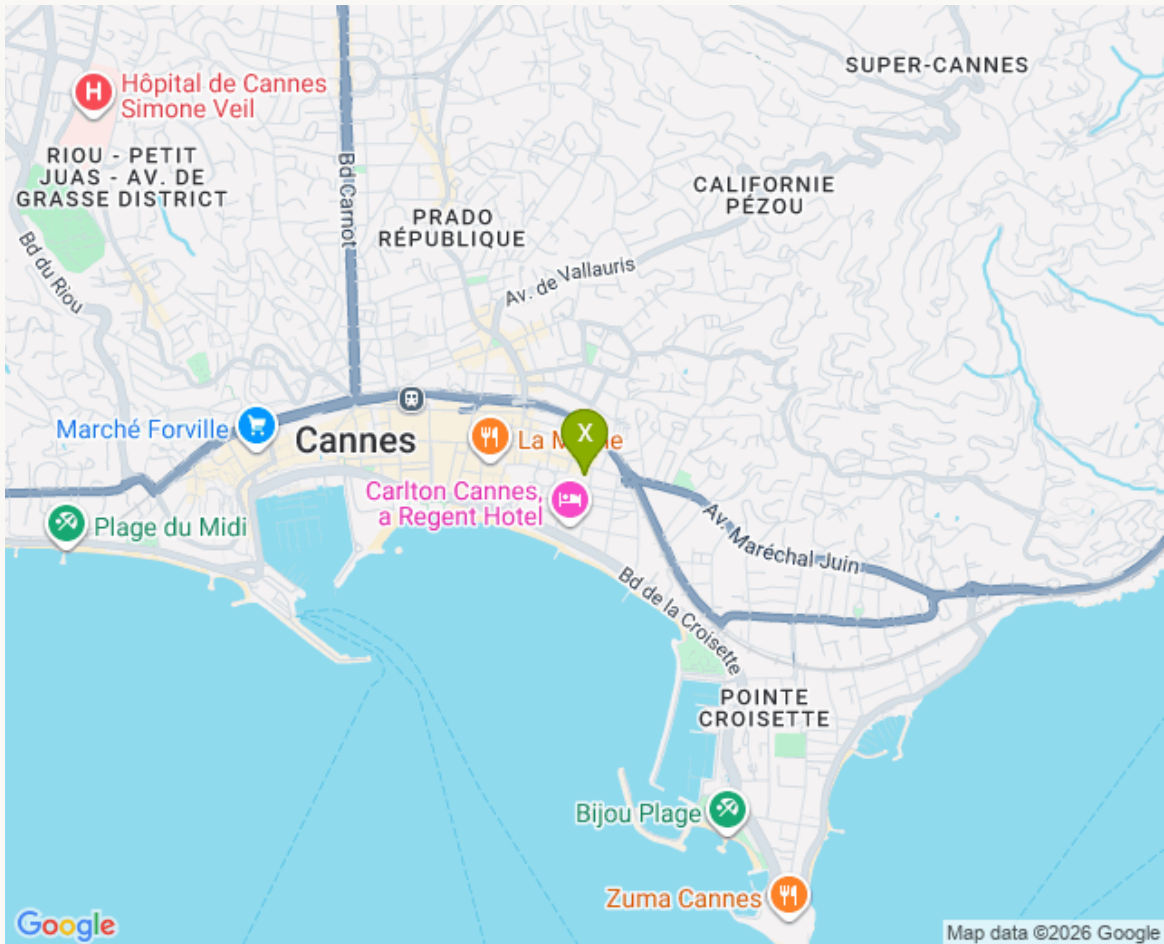 SUPER-CANNES
Hôpital de Cannes
Simone Veil
RIOU - PETIT
JUAS - AV. DE
GRASSE DISTRICT
Bd Carnot
CALIFORNIE
PÉZOU
PRADO
RÉPUBLIQUE
Bd du Riou
Av. de Vallauris
Marché Forville
Cannes
La M
e
X
Carlton Cannes,
a Regent Hotel
Plage du Midi
Av. Maréchal Juin
Bd de la Croisette
POINTE
CROISETTE
Bijou Plage
Zuma Cannes
Google
Map data ©2026 Google